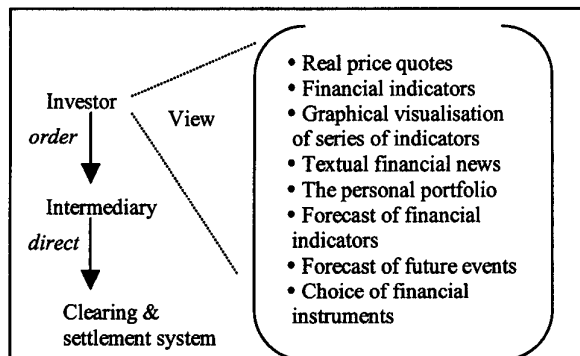 Investor
order
Intermediary
direct
Clearing &
settlement system
View
• Real price quotes
• Financial indicators
• Graphical visualisation
of series of indicators
• Textual financial news
• The personal portfolio
• Forecast of financial
indicators
• Forecast of future events
• Choice of financial
instruments